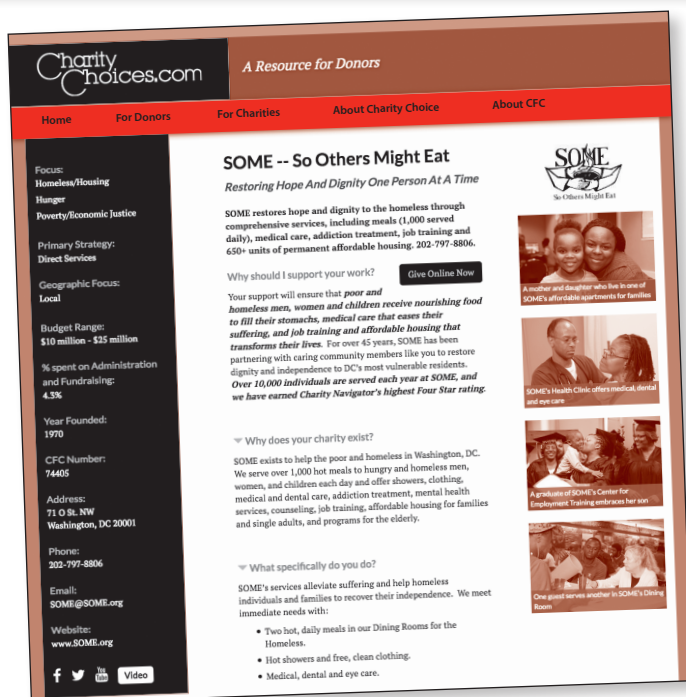 Charity
Choices.com
A Resource for Donors
Home
For Donors
For Charities
About Charity Choice
About CFC
Focus:
Homeless/Housing
Hunger
Poverty/Economic Justice
Primary Strategy:
Direct Services
Geographic Focus:
Local
Budget Range:
$10 million - $25 million
% spent on Administration
and Fundraising:
4.3%
Year Founded:
1970
CFC Number:
74405
Address:
71 O St. NW
Washington, DC 20001
Phone:
202-797-8806
Email:
SOME@SOME.org
Website:
www.SOME.org
You
Tube
Video
SOME -- So Others Might Eat
Restoring Hope And Dignity One Person At A Time
SOME restores hope and dignity to the homeless through
comprehensive services, including meals (1,000 served
daily), medical care, addiction treatment, job training and
650+ units of permanent affordable housing. 202-797-8806.
Why should I support your work?
Give Online Now
Your support will ensure that poor and
homeless men, women and children receive nourishing food
to fill their stomachs, medical care that eases their
suffering, and job training and affordable housing that
transforms their lives. For over 45 years, SOME has been
partnering with caring community members like you to restore
dignity and independence to DC's most vulnerable residents.
Over 10,000 individuals are served each year at SOME, and
we have earned Charity Navigator's highest Four Star rating.
Why does your charity exist?
SOME exists to help the poor and homeless in Washington, DC.
We serve over 1,000 hot meals to hungry and homeless men,
women, and children each day and offer showers, clothing,
medical and dental care, addiction treatment, mental health
services, counseling, job training, affordable housing for families
and single adults, and programs for the elderly.
What specifically do you do?
SOME's services alleviate suffering and help homeless
individuals and families to recover their independence. We meet
immediate needs with:
• Two hot, daily meals in our Dining Rooms for the
Homeless.
• Hot showers and free, clean clothing.
• Medical, dental and eye care.
SOME
So Others Might Eat
A mother and daughter who live in one of
SOME's affordable apartments for families
SOME's Health Clinic offers medical, dental
and eye care
A graduate of SOME's Center for
Employment Training embraces her son
One guest serves another in SOME's Dining
Room